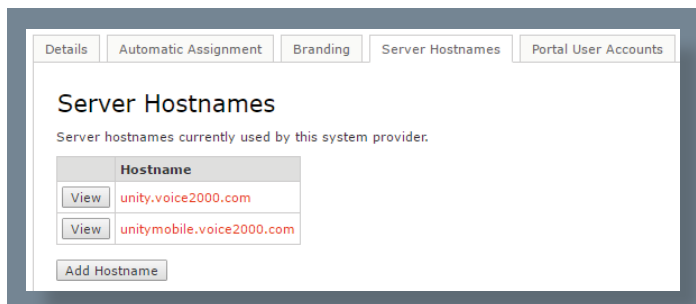 Details Automatic Assignment Branding Server Hostnames Portal User Accounts
Server Hostnames
Server hostnames currently used by this system provider.
Hostname
View unity.voice2000.com
View unitymobile.voice2000.com
Add Hostname